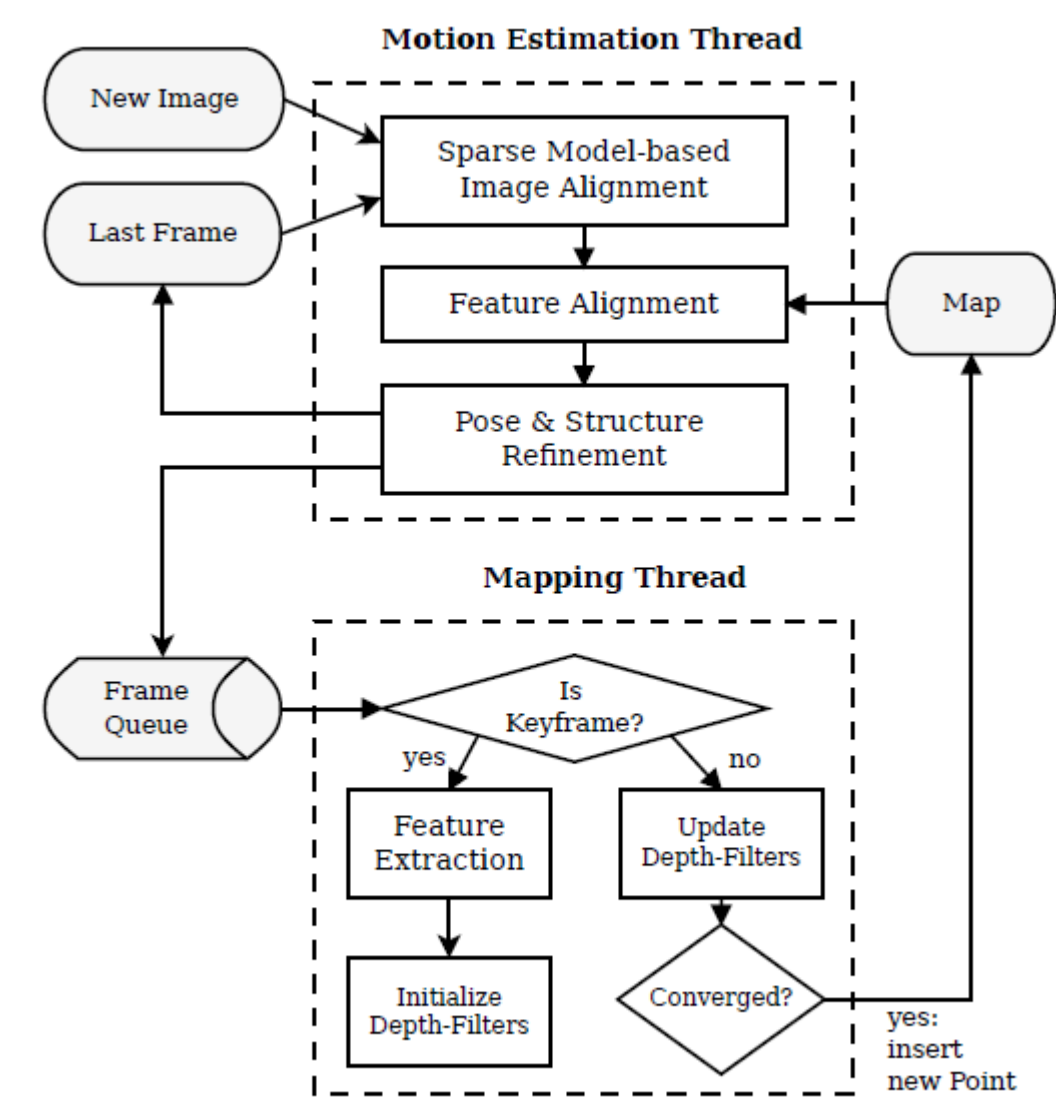 Motion Estimation Thread
New Image
Sparse Model-based
Image Alignment
Last Frame
Feature Alignment
Map
Pose & Structure
Refinement
Mapping Thread
Frame
Queue
Is
Keyframe?
yes
no
Feature
Extraction
Update
Depth-Filters
Initialize
Depth-Filters
Converged?
yes:
insert
new Point